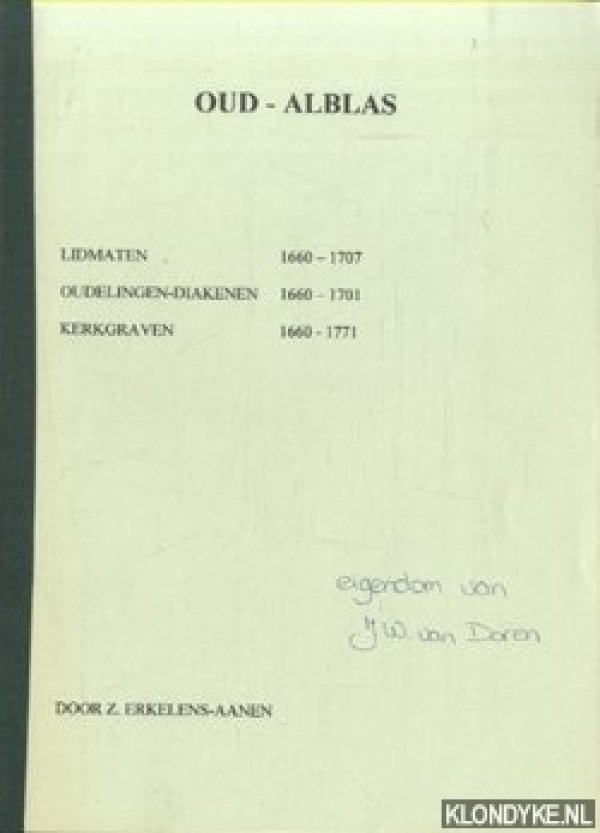 OUD - ALBLAS
LIDMATEN 1660 – 1707
OUDELINGEN-DIAKENEN 1660 – 1701
KERKGRAVEN 1660 - 1771
eigendom van
W. van Doren
DOOR Z. ERKELENS-AANEN
KLONDYKE.NL